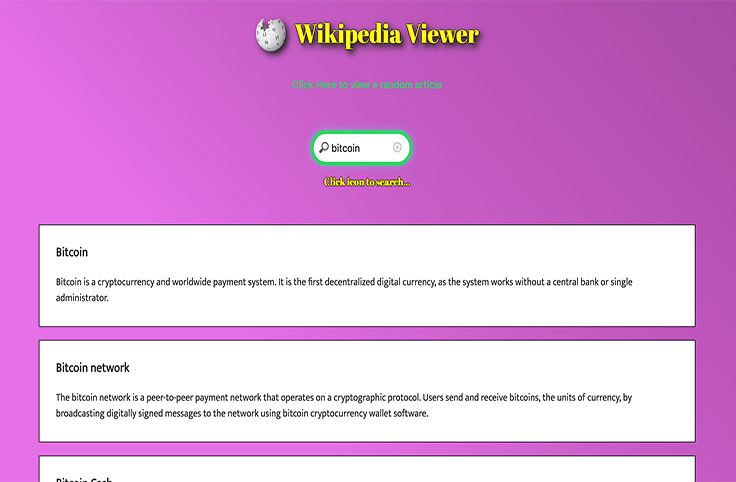 Wikipedia Viewer
Click Here to view a random article
bitcoin
Click icon to search...
Bitcoin
Bitcoin is a cryptocurrency and worldwide payment system. It is the first decentralized digital currency, as the system works without a central bank or single
administrator.
Bitcoin network
The bitcoin network is a peer-to-peer payment network that operates on a cryptographic protocol. Users send and receive bitcoins, the units of currency, by
broadcasting digitally signed messages to the network using bitcoin cryptocurrency wallet software.
Bitcoin Cash